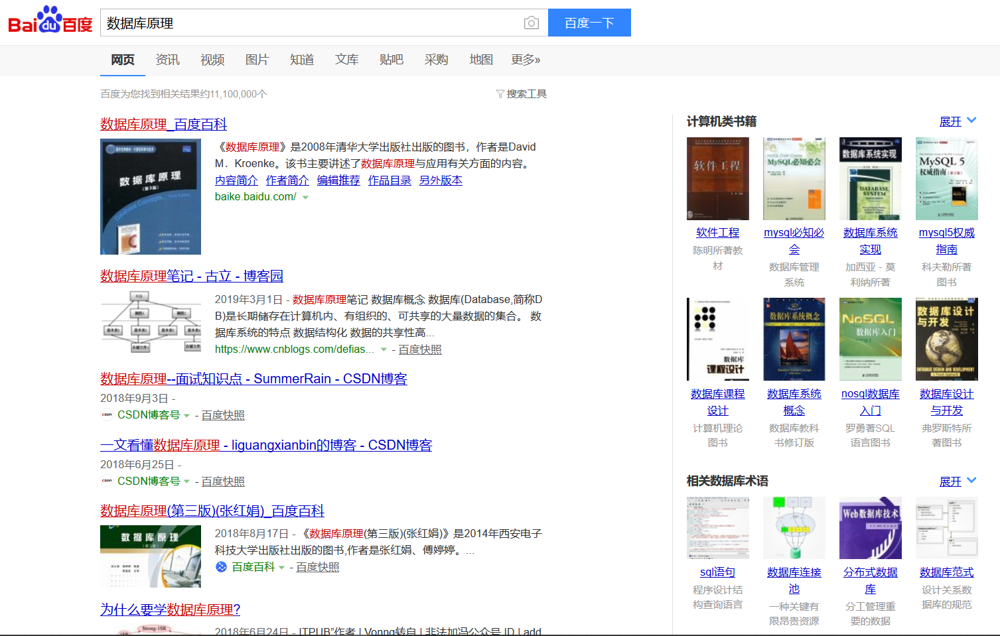 Bai du 百度
数据库原理
百度一下
网页 资讯 视频 图片 知道 文库 贴吧 采购 地图 更多»
百度为您找到相关结果约11,100,000个
搜索工具
数据库原理_百度百科
数据库原理
(第3版)
《数据库原理》是2008年清华大学出版社出版的图书，作者是David
M．Kroenke。该书主要讲述了数据库原理与应用有关方面的内容。
内容简介 作者简介 编辑推荐 作品目录 另外版本
baike.baidu.com/
数据库原理笔记 - 古立 - 博客园
2019年3月1日 - 数据库原理笔记 数据库概念 数据库(Database,简称D
B)是长期储存在计算机内、有组织的、可共享的大量数据的集合。 数
据库系统的特点 数据结构化 数据的共享性高...
https://www.cnblogs.com/defias... - 百度快照
数据库原理--面试知识点 - SummerRain - CSDN博客
2018年9月3日 -
CSDN博客号 - 百度快照
一文看懂数据库原理 - liguangxianbin的博客 - CSDN博客
2018年6月25日 -
CSDN博客号 - 百度快照
数据库原理(第三版)(张红娟)_百度百科
数据库原理
2018年8月17日 - 《数据库原理(第三版)(张红娟)》是2014年西安电子
科技大学出版社出版的图书,作者是张红娟、傅婷婷。...
百度百科 - 百度快照
为什么要学数据库原理?
Strong-1SR
2018年6月24日 - ITPUB"作者 | Vonng转自 | 非法加冯公众号 ID | add
计算机类书籍
展开
软件工程
MySQL必知必会
数据库系统实现
DATABASE
SYSTEM
MySQL 5
权威指南
软件工程
陈明所著教
材
mysql必知必
会
数据库管理
系统
数据库系统
实现
加西亚 - 莫
利纳所著
mysql5权威
指南
科夫勒所著
图书
数据库
课程设计
数据库系统概念
NoSQL
数据库入门
数据库设计
与开发
DATABASE DESIGN AND DEVELOPMENT
数据库课程
设计
计算机理论
图书
数据库系统
概念
数据库教科
书修订版
nosql数据库
入门
罗勇著SQL
语言图书
数据库设计
与开发
弗罗斯特所
著图书
相关数据库术语
展开
Web数据库技术
sql语句
程序设计结
构查询语言
数据库连接
池
一种关键有
限昂贵资源
分布式数据
库
分工管理重
要的数据
数据库范式
设计关系数
据库的规范